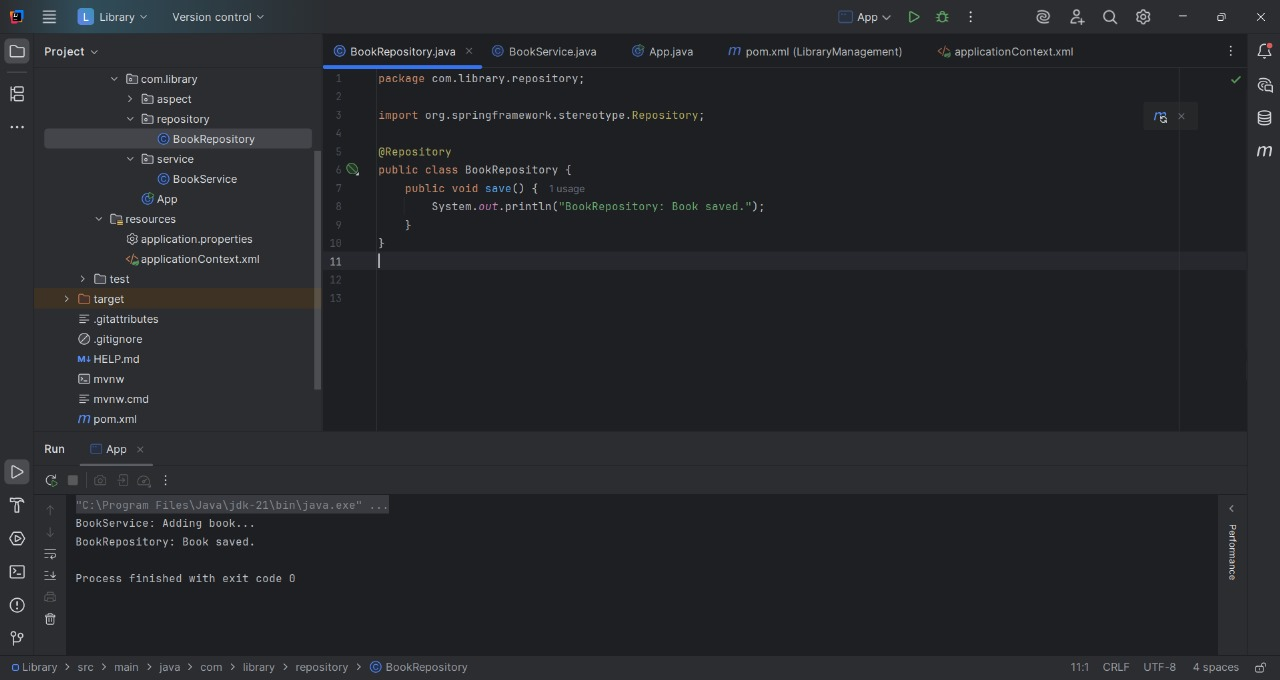 L Library Version control App
Project
BookRepository.java BookService.java App.java m pom.xml (LibraryManagement) </> applicationContext.xml
com.library
aspect
repository
BookRepository
service
BookService
App
resources
application.properties
</> applicationContext.xml
test
target
.gitattributes
.gitignore
M↓ HELP.md
mvnw
mvnw.cmd
m pom.xml
1 package com.library.repository;
2
3 import org.springframework.stereotype.Repository;
4
5 @Repository
6 public class BookRepository {
7 public void save() { 1 usage
8 System.out.println("BookRepository: Book saved.");
9 }
10 }
11
12
13
Run App
"C:\Program Files\Java\jdk-21\bin\java.exe" ...
BookService: Adding book...
BookRepository: Book saved.
Process finished with exit code 0
Performance
Library > src > main > java > com > library > repository > BookRepository 11:1 CRLF UTF-8 4 spaces